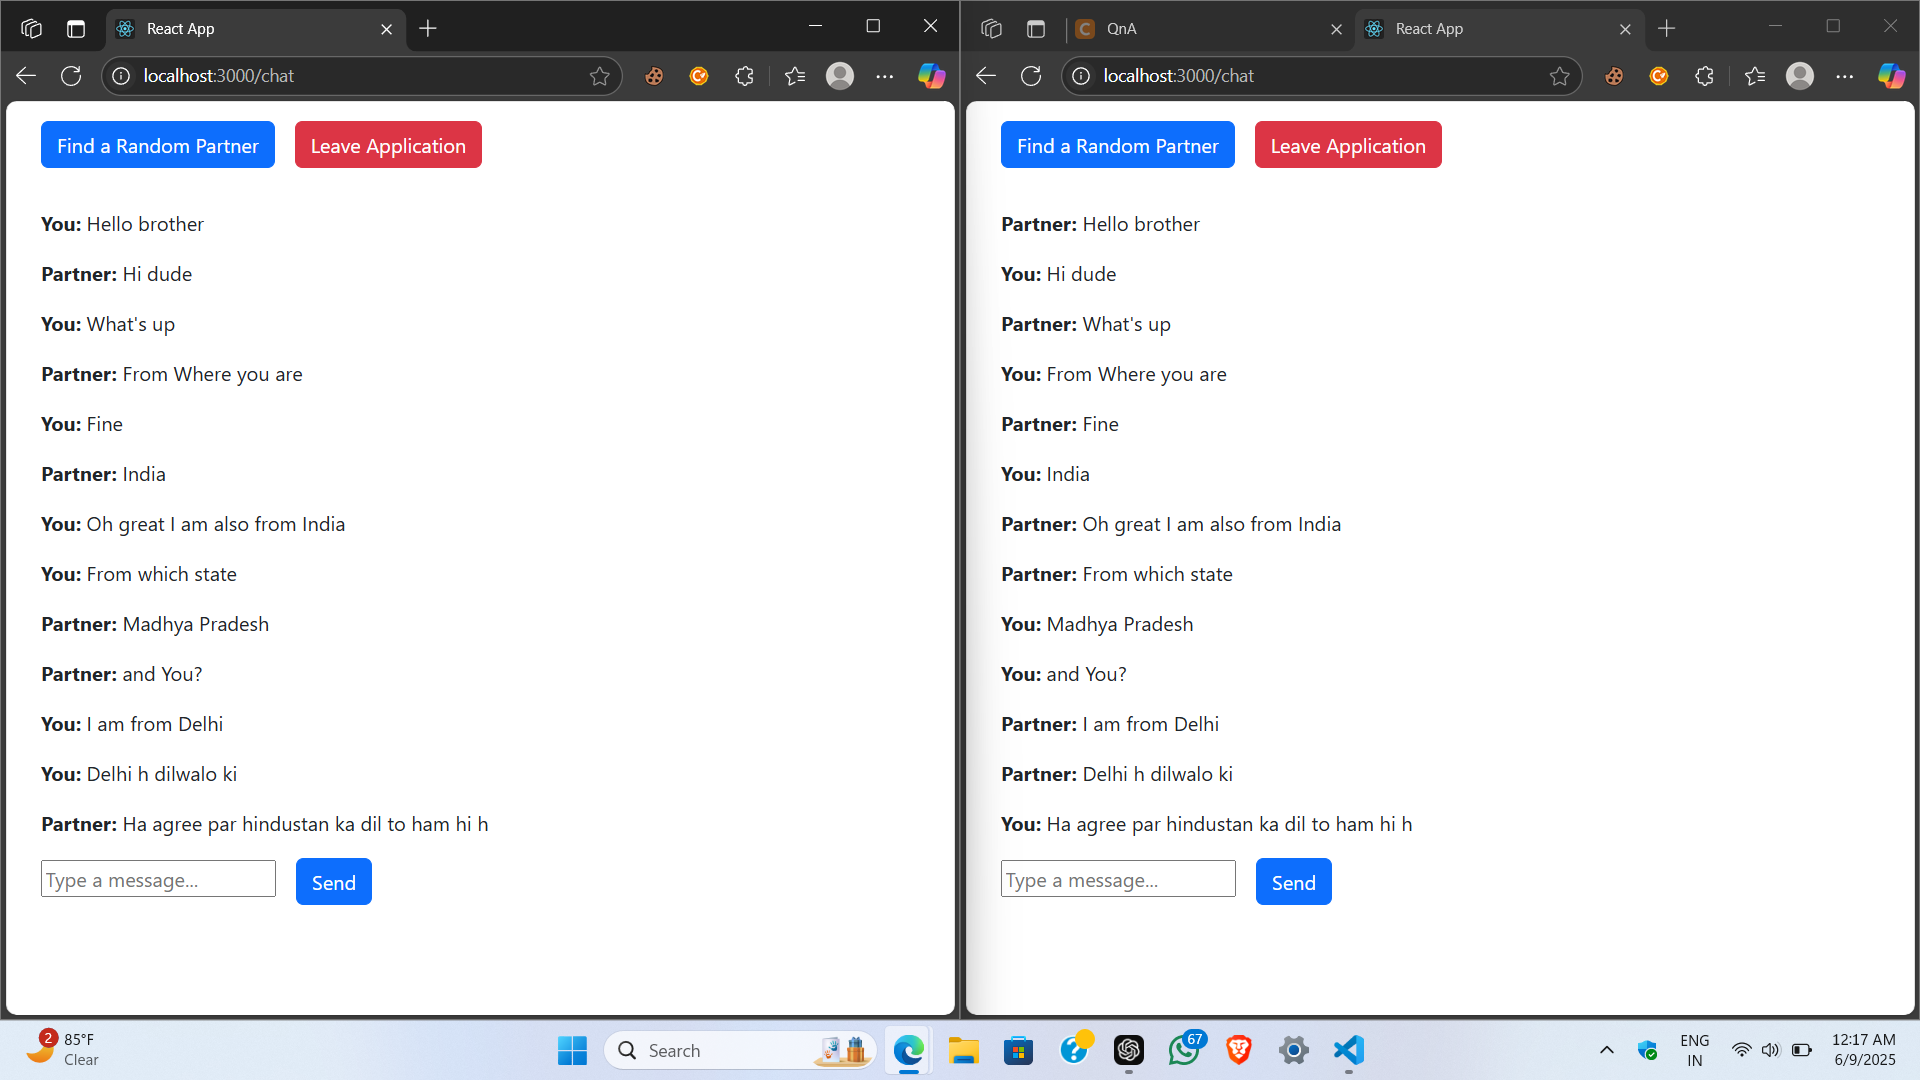 React App
localhost:3000/chat
Find a Random Partner
Leave Application
You: Hello brother
Partner: Hi dude
You: What's up
Partner: From Where you are
You: Fine
Partner: India
You: Oh great I am also from India
You: From which state
Partner: Madhya Pradesh
Partner: and You?
You: I am from Delhi
You: Delhi h dilwalo ki
Partner: Ha agree par hindustan ka dil to ham hi h
Type a message...
Send
C QnA
React App
localhost:3000/chat
Find a Random Partner
Leave Application
Partner: Hello brother
You: Hi dude
Partner: What's up
You: From Where you are
Partner: Fine
You: India
Partner: Oh great I am also from India
Partner: From which state
You: Madhya Pradesh
You: and You?
Partner: I am from Delhi
Partner: Delhi h dilwalo ki
You: Ha agree par hindustan ka dil to ham hi h
Type a message...
Send
2
85°F
Clear
Search
67
ENG
IN
12:17 AM
6/9/2025